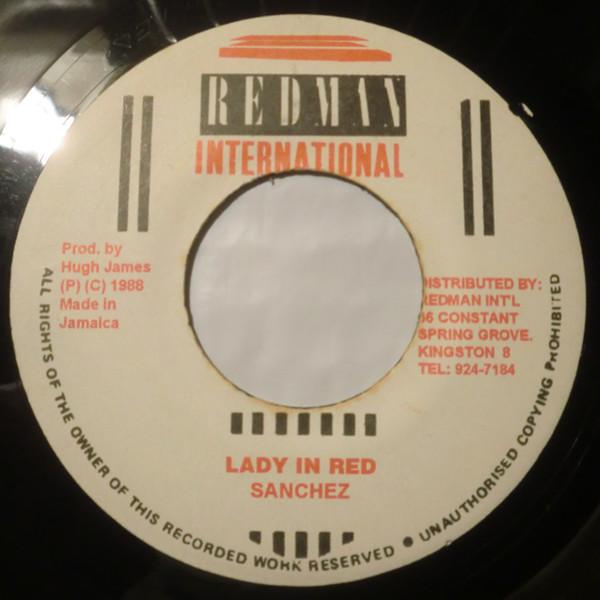 REDMAN
INTERNATIONAL
Prod. by
Hugh James
(P) (C) 1988
Made in
Jamaica
DISTRIBUTED BY:
REDMAN INT'L
CONSTANT
SPRING GROVE.
KINGSTON 8
TEL: 924-7184
LADY IN RED
SANCHEZ
ALL RIGHTS OF THE OWNER OF THIS RECORDED WORK RESERVED ● UNAUTHORISED COPYING PROHIBITED